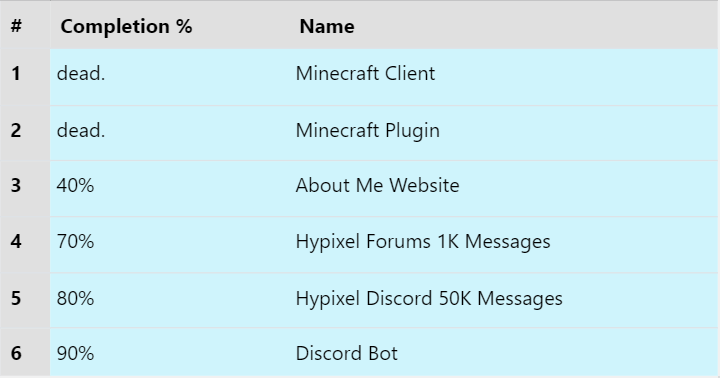 # Completion % Name
1 dead. Minecraft Client
2 dead. Minecraft Plugin
3 40% About Me Website
4 70% Hypixel Forums 1K Messages
5 80% Hypixel Discord 50K Messages
6 90% Discord Bot